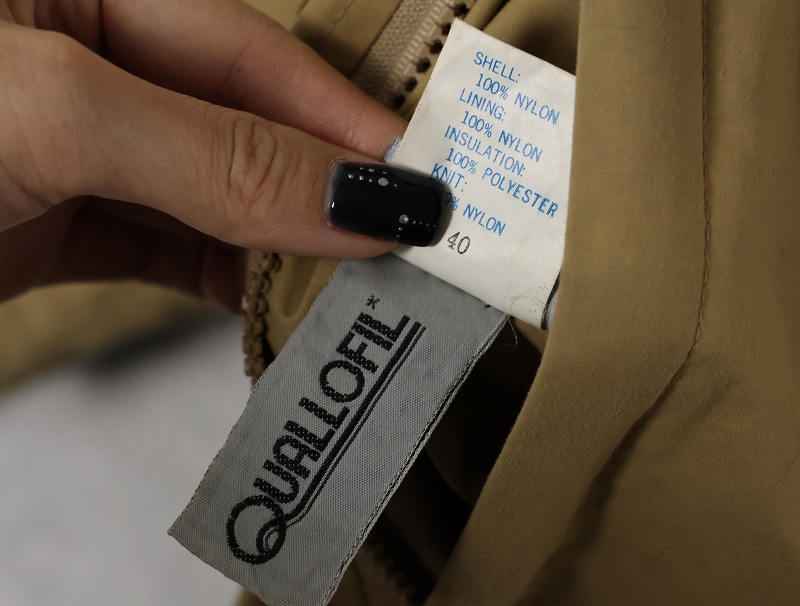 SHELL:
100% NYLON
LINING:
100% NYLON
INSULATION:
100% POLYESTER
KNIT:
% NYLON
40
QUALLOFIL*